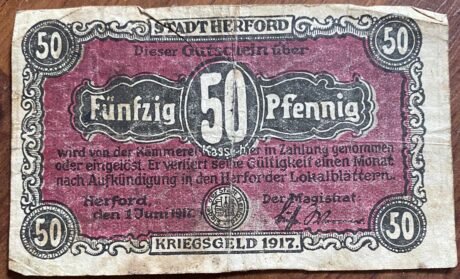 50 STADT HERFORD 50
Dieser Gutschein über
Fünfzig 50 Pfennig
wird von der Kämmerei Kasse hier in Zahlung genommen
oder eingelöst. Er verliert seine Gültigkeit einen Monat
nach Aufkündigung in den Herforder Lokalblättern.
Herford, Der Magistrat.
den 1 Juni 1917.
50 KRIEGSGELD 1917. 50